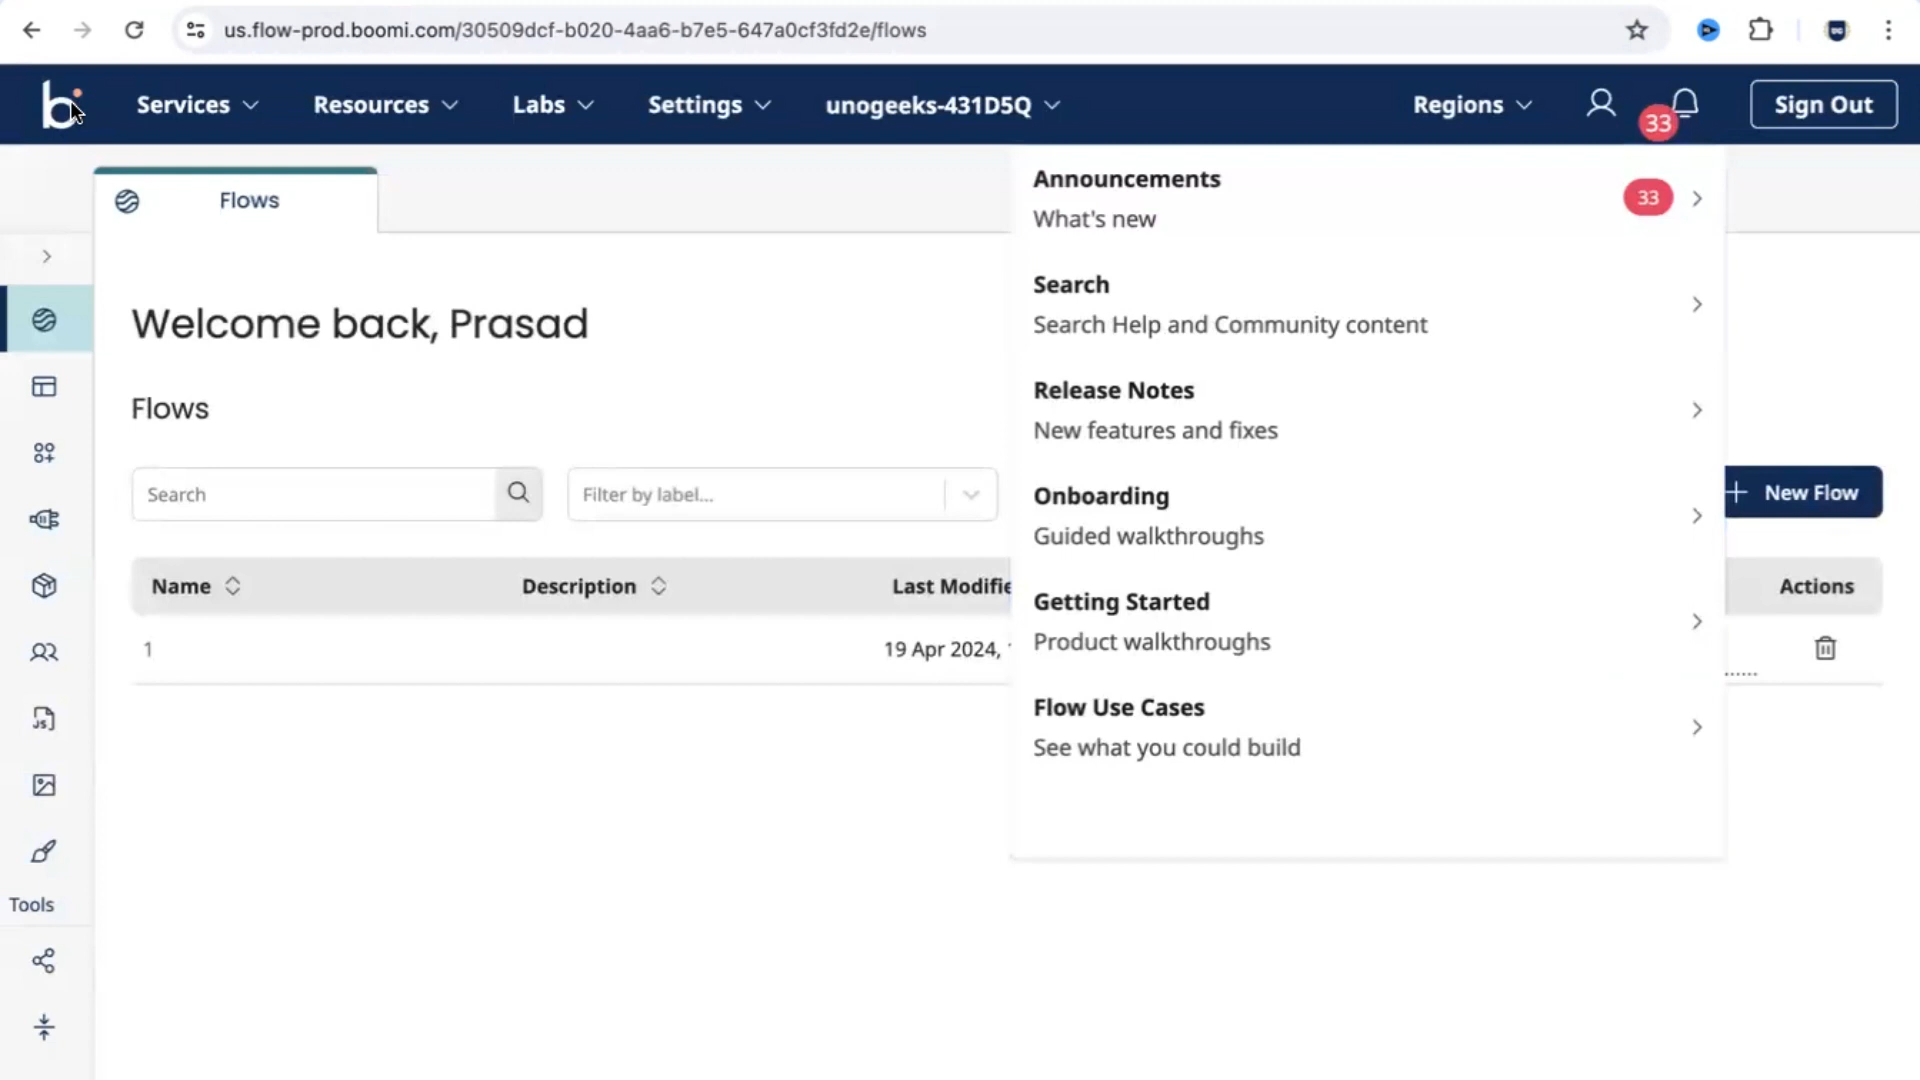 us.flow-prod.boomi.com/30509dcf-b020-4aa6-b7e5-647a0cf3fd2e/flows
b Services Resources Labs Settings unogeeks-431D5Q Regions 33 Sign Out
Flows
Welcome back, Prasad
Flows
Search Filter by label... New Flow
Name Description Last Modifie Actions
1 19 Apr 2024,
Announcements 33
What's new
Search
Search Help and Community content
Release Notes
New features and fixes
Onboarding
Guided walkthroughs
Getting Started
Product walkthroughs
Flow Use Cases
See what you could build
JS
Tools